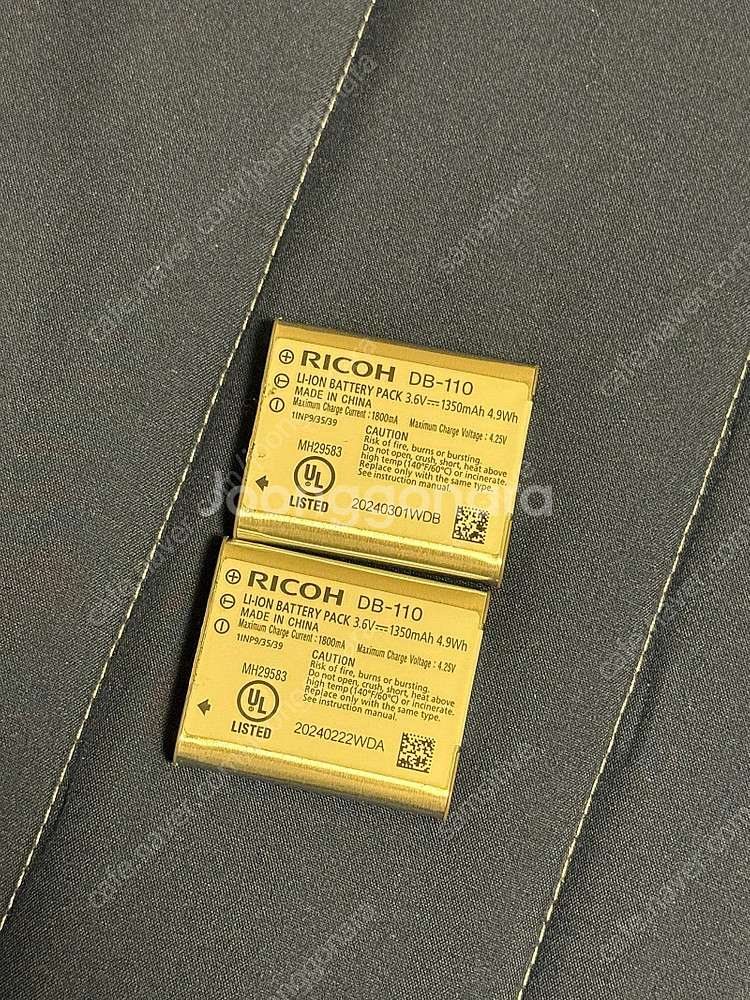 RICOH DB-110
LI-ION BATTERY PACK 3.6V⎓1350mAh 4.9Wh
MADE IN CHINA
Maximum Charge Current : 1800mA Maximum Charge Voltage : 4.25V
1INP9/35/39
CAUTION
Risk of fire, burns or bursting.
Do not open, crush, short, heat above
high temp (140°F/60°C) or incinerate.
Replace only with the same type.
See instruction manual.
MH29583
UL
LISTED
20240301WDB
Joonggonara
RICOH DB-110
LI-ION BATTERY PACK 3.6V⎓1350mAh 4.9Wh
MADE IN CHINA
Maximum Charge Current : 1800mA Maximum Charge Voltage : 4.25V
1INP9/35/39
CAUTION
Risk of fire, burns or bursting.
Do not open, crush, short, heat above
high temp (140°F/60°C) or incinerate.
Replace only with the same type.
See instruction manual.
MH29583
UL
LISTED
20240222WDA
cafe.naver.com/joonggonara